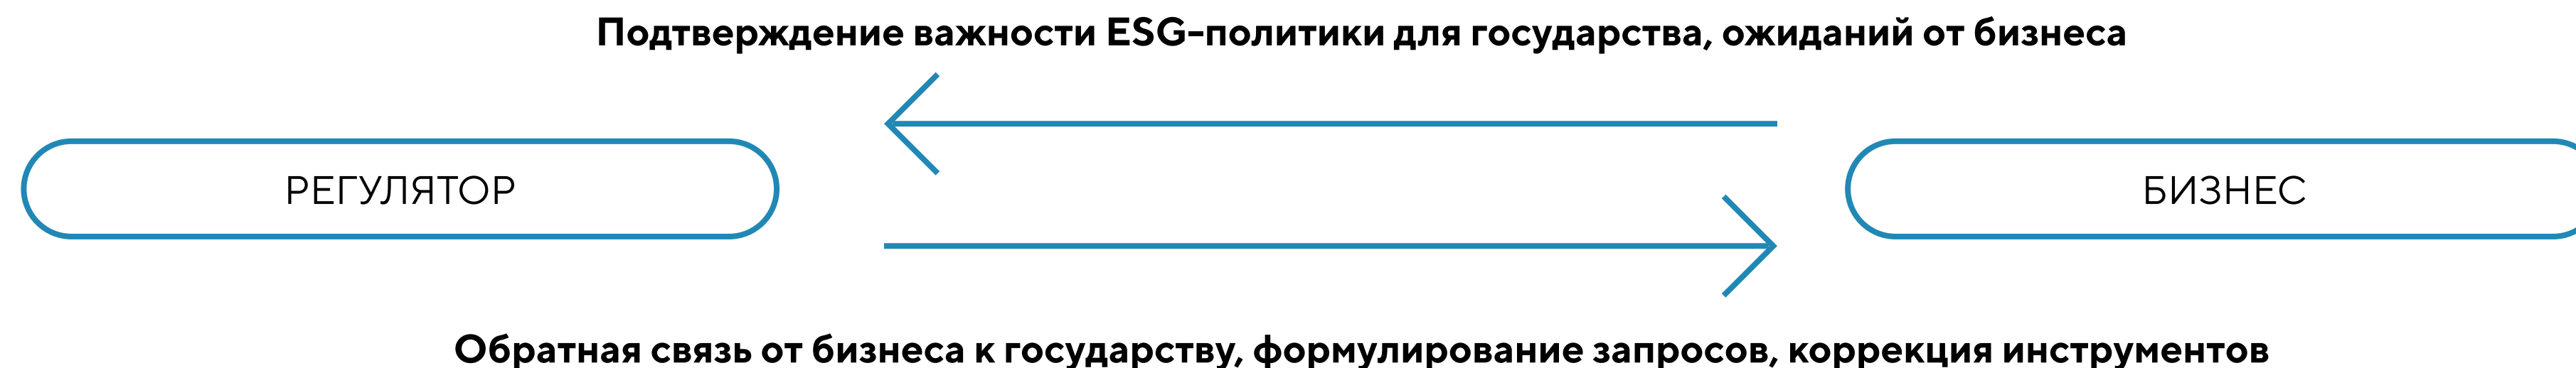 Подтверждение важности ESG-политики для государства, ожиданий от бизнеса
РЕГУЛЯТОР
БИЗНЕС
Обратная связь от бизнеса к государству, формулирование запросов, коррекция инструментов